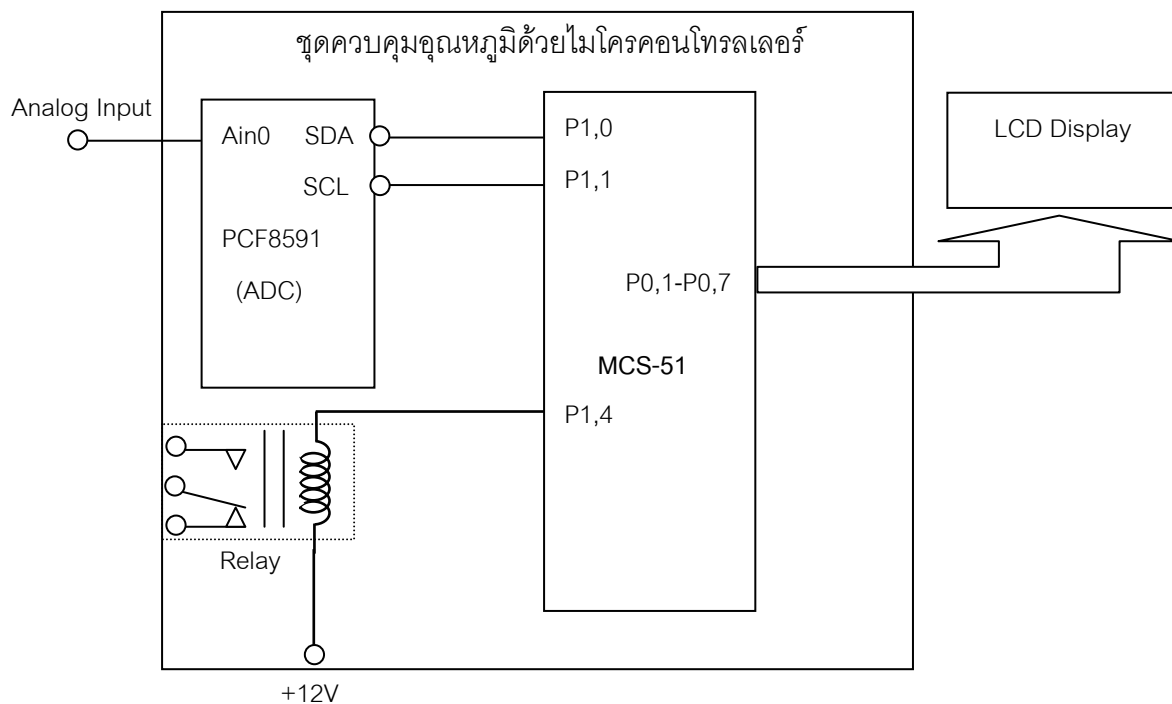 ชุดควบคุมอุณหภูมิด้วยไมโครคอนโทรลเลอร์
Analog Input
Ain0 SDA
SCL
PCF8591
(ADC)
P1,0
P1,1
P0,1-P0,7
MCS-51
P1,4
LCD Display
Relay
+12V